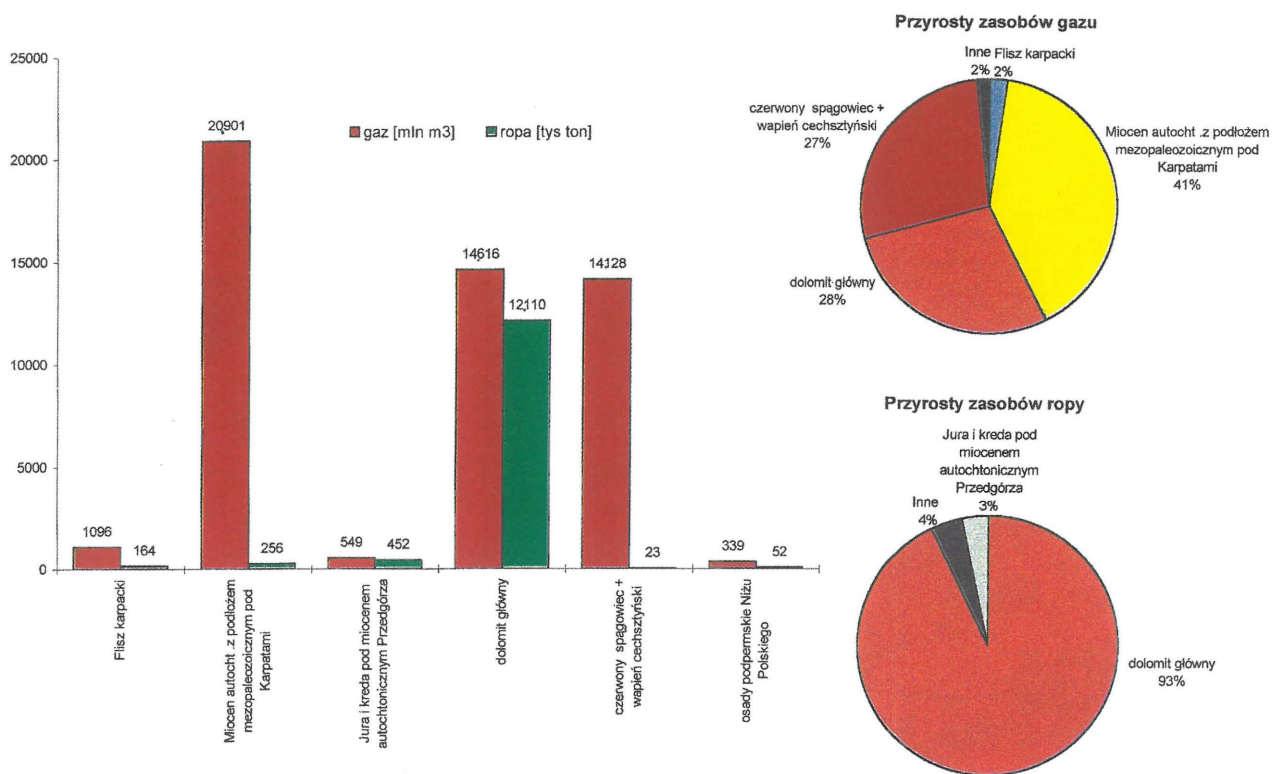 25000
20000
15000
10000
5000
0
gaz [mln m3]
ropa [tys ton]
1096
164
20901
256
549
452
14616
12110
14128
23
339
52
Flisz karpacki
Miocen autocht .z podłożem
mezopaleozoicznym pod
Karpatami
Jura i kreda pod miocenem
autochtonicznym Przedgórza
dolomit główny
czerwony spągowiec +
wapień cechsztyński
osady podpermskie Niżu
Polskiego
Przyrosty zasobów gazu
Inne
2%
Flisz karpacki
2%
czerwony spągowiec +
wapień cechsztyński
27%
Miocen autocht .z podłożem
mezopaleozoicznym pod
Karpatami
41%
dolomit główny
28%
Przyrosty zasobów ropy
Jura i kreda pod
miocenem
autochtonicznym
Przedgórza
3%
Inne
4%
dolomit główny
93%